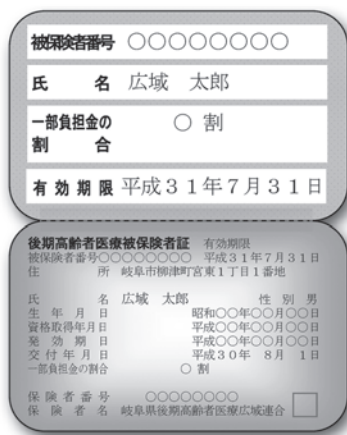 被保険者番号 ○○○○○○○○
氏名 広域 太郎
一部負担金の割合 ○ 割
有効期限 平成31年7月31日
後期高齢者医療被保険者証 有効期限
被保険者番号○○○○○○○○ 平成31年7月31日
住所 岐阜市柳津町宮東1丁目1番地
氏名 広域 太郎 性別 男
生年月日 昭和○○年○○月○○日
資格取得年月日 平成○○年○○月○○日
発効期日 平成○○年○○月○○日
交付年月日 平成30年 8月 1日
一部負担金の割合 ○ 割
保険者番号 ○○○○○○○○
保険者名 岐阜県後期高齢者医療広域連合